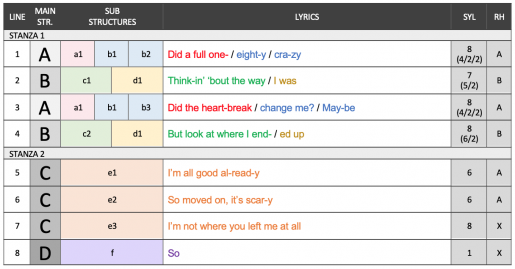 LINE MAIN STR. SUB STRUCTURES LYRICS SYL RH
STANZA 1
1 A a1 b1 b2 Did a full one- / eight-y / cra-zy 8 (4/2/2) A
2 B c1 d1 Think-in’ ‘bout the way / I was 7 (5/2) B
3 A a1 b1 b3 Did the heart-break / change me? / May-be 8 (4/2/2) A
4 B c2 d1 But look at where I end- / ed up 8 (6/2) B
STANZA 2
5 C e1 I’m all good al-read-y 6 A
6 C e2 So moved on, it’s scar-y 6 A
7 C e3 I’m not where you left me at all 8 X
8 D f So 1 X